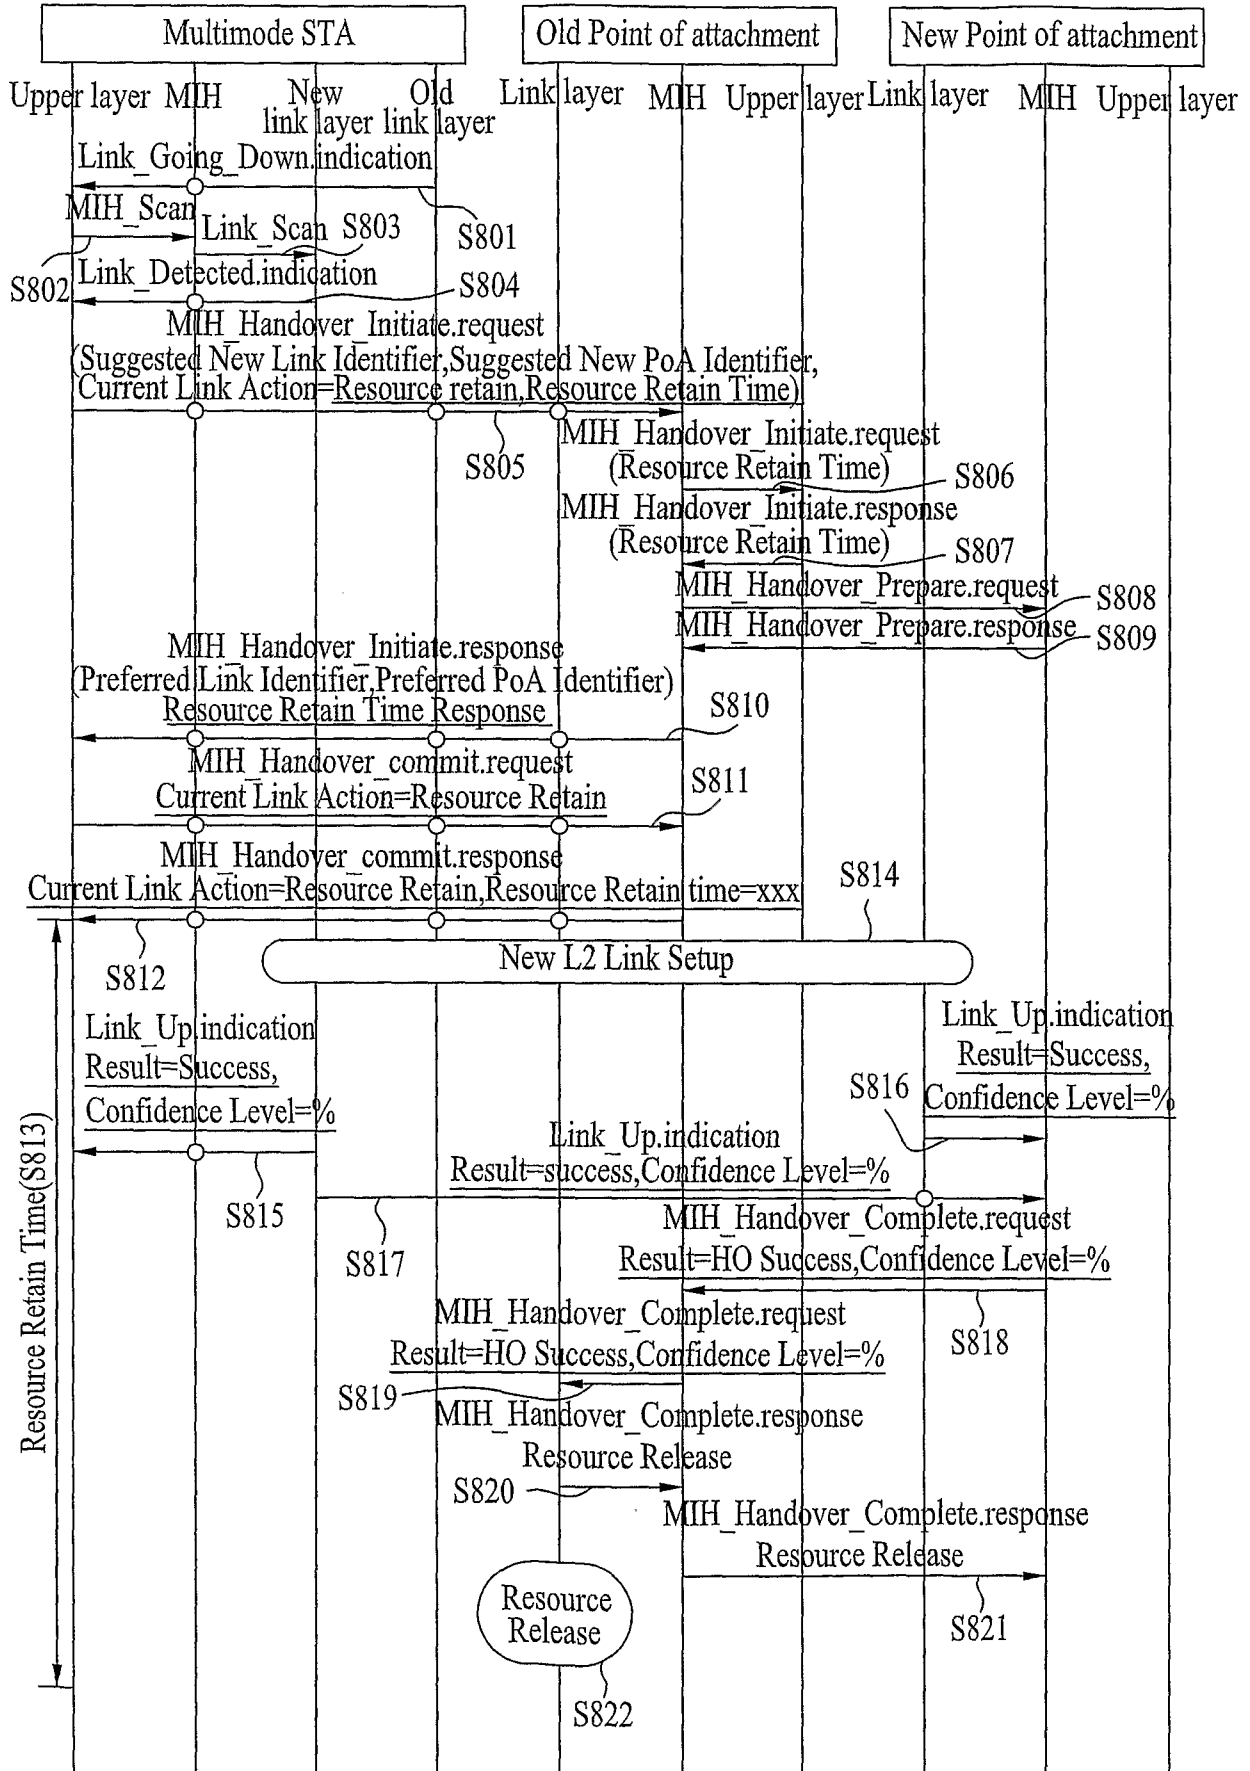 Multimode STA
Old Point of attachment
New Point of attachment
Upper layer
MIH
New
link layer
Old
link layer
Link layer
MIH
Upper layer
Link layer
MIH
Upper layer
Link_Going_Down.indication
S801
MIH_Scan
S802
Link_Scan
S803
Link_Detected.indication
S804
MIH_Handover_Initiate.request
(Suggested New Link Identifier,Suggested New PoA Identifier,
Current Link Action=Resource retain,Resource Retain Time)
S805
MIH_Handover_Initiate.request
(Resource Retain Time)
S806
MIH_Handover_Initiate.response
(Resource Retain Time)
S807
MIH_Handover_Prepare.request
S808
MIH_Handover_Prepare.response
S809
MIH_Handover_Initiate.response
(Preferred Link Identifier,Preferred PoA Identifier)
Resource Retain Time Response
S810
MIH_Handover_commit.request
Current Link Action=Resource Retain
S811
MIH_Handover_commit.response
Current Link Action=Resource Retain,Resource Retain time=xxx
S812
S814
New L2 Link Setup
Resource Retain Time(S813)
Link_Up.indication
Result=Success,
Confidence Level=%
S815
Link_Up.indication
Result=Success,
Confidence Level=%
S816
Link_Up.indication
Result=success,Confidence Level=%
S817
MIH_Handover_Complete.request
Result=HO Success,Confidence Level=%
S818
MIH_Handover_Complete.request
Result=HO Success,Confidence Level=%
S819
MIH_Handover_Complete.response
Resource Release
S820
MIH_Handover_Complete.response
Resource Release
S821
Resource
Release
S822